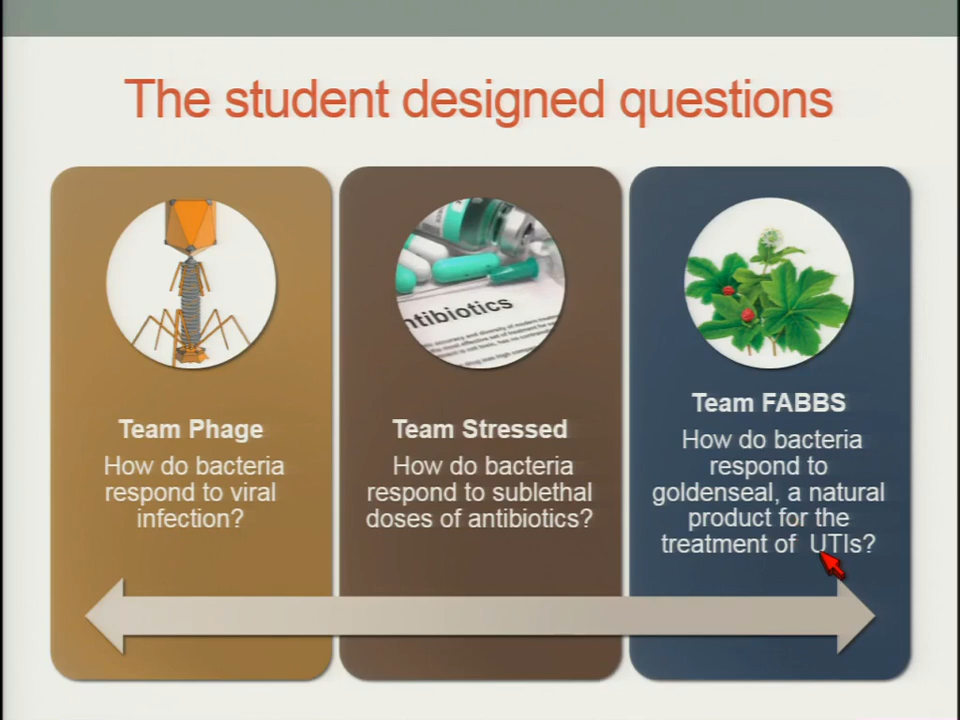 The student designed questions
Team Phage
How do bacteria
respond to viral
infection?
ntibiotics
Team Stressed
How do bacteria
respond to sublethal
doses of antibiotics?
Team FABBS
How do bacteria
respond to
goldenseal, a natural
product for the
treatment of UTIs?